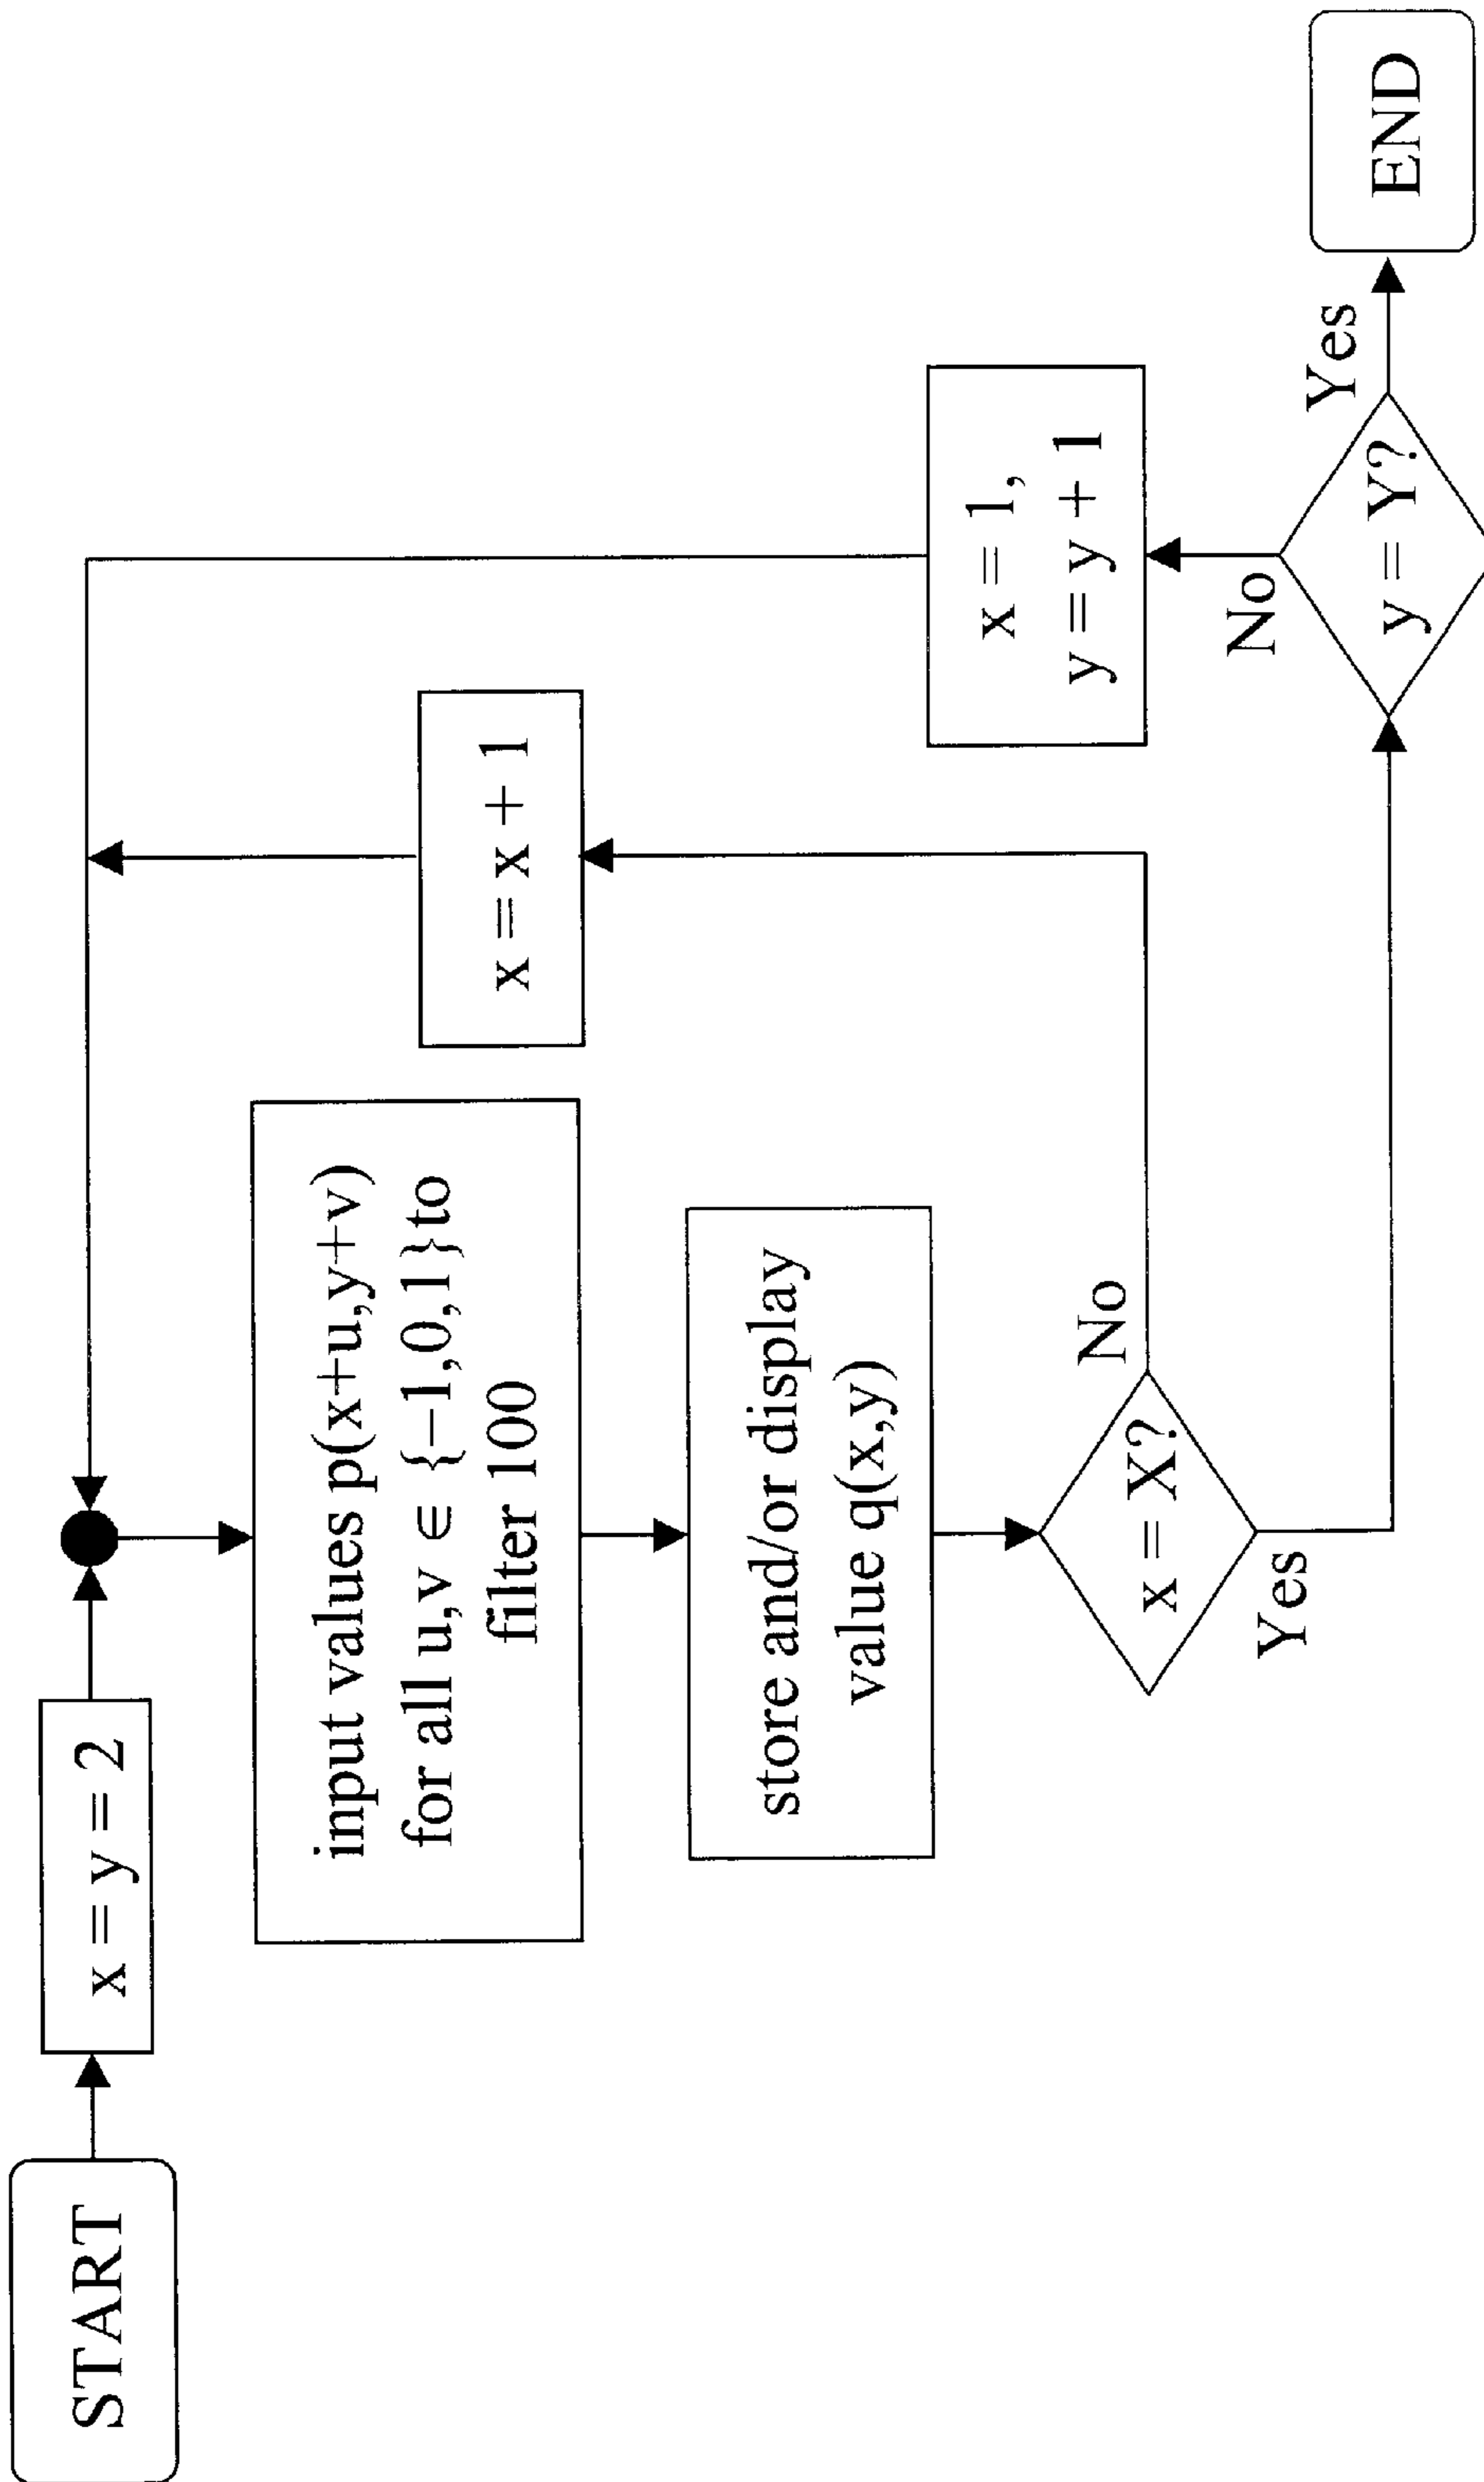 START
x = y = 2
input values p(x+u,y+v)
for all u,v ∈ {−1,0,1}to
filter 100
store and/or display
value q(x,y)
x = X?
No
Yes
x = x + 1
x = 1,
y = y + 1
No
y = Y?
Yes
END